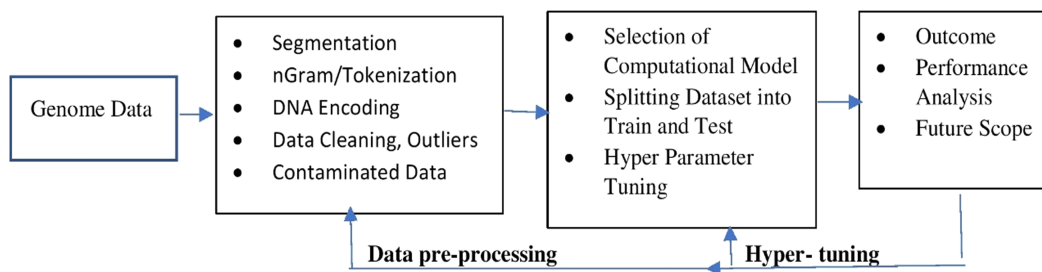 Genome Data
Segmentation
nGram/Tokenization
DNA Encoding
Data Cleaning, Outliers
Contaminated Data
Selection of
Computational Model
Splitting Dataset into
Train and Test
Hyper Parameter
Tuning
Outcome
Performance
Analysis
Future Scope
Data pre-processing
Hyper- tuning